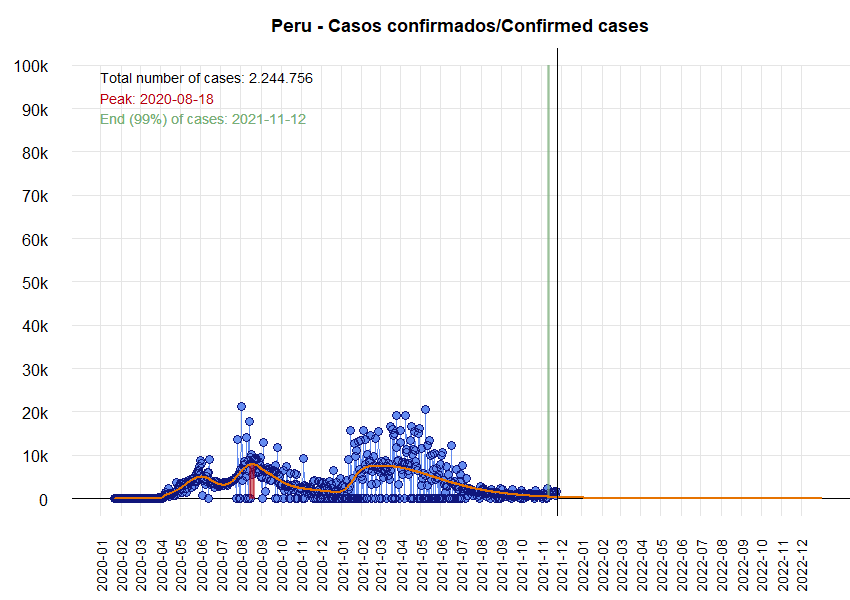 Peru - Casos confirmados/Confirmed cases
100k
90k
80k
70k
60k
50k
40k
30k
20k
10k
0
Total number of cases: 2.244.756
Peak: 2020-08-18
End (99%) of cases: 2021-11-12
2020-01
2020-02
2020-03
2020-04
2020-05
2020-06
2020-07
2020-08
2020-09
2020-10
2020-11
2020-12
2021-01
2021-02
2021-03
2021-04
2021-05
2021-06
2021-07
2021-08
2021-09
2021-10
2021-11
2021-12
2022-01
2022-02
2022-03
2022-04
2022-05
2022-06
2022-07
2022-08
2022-09
2022-10
2022-11
2022-12